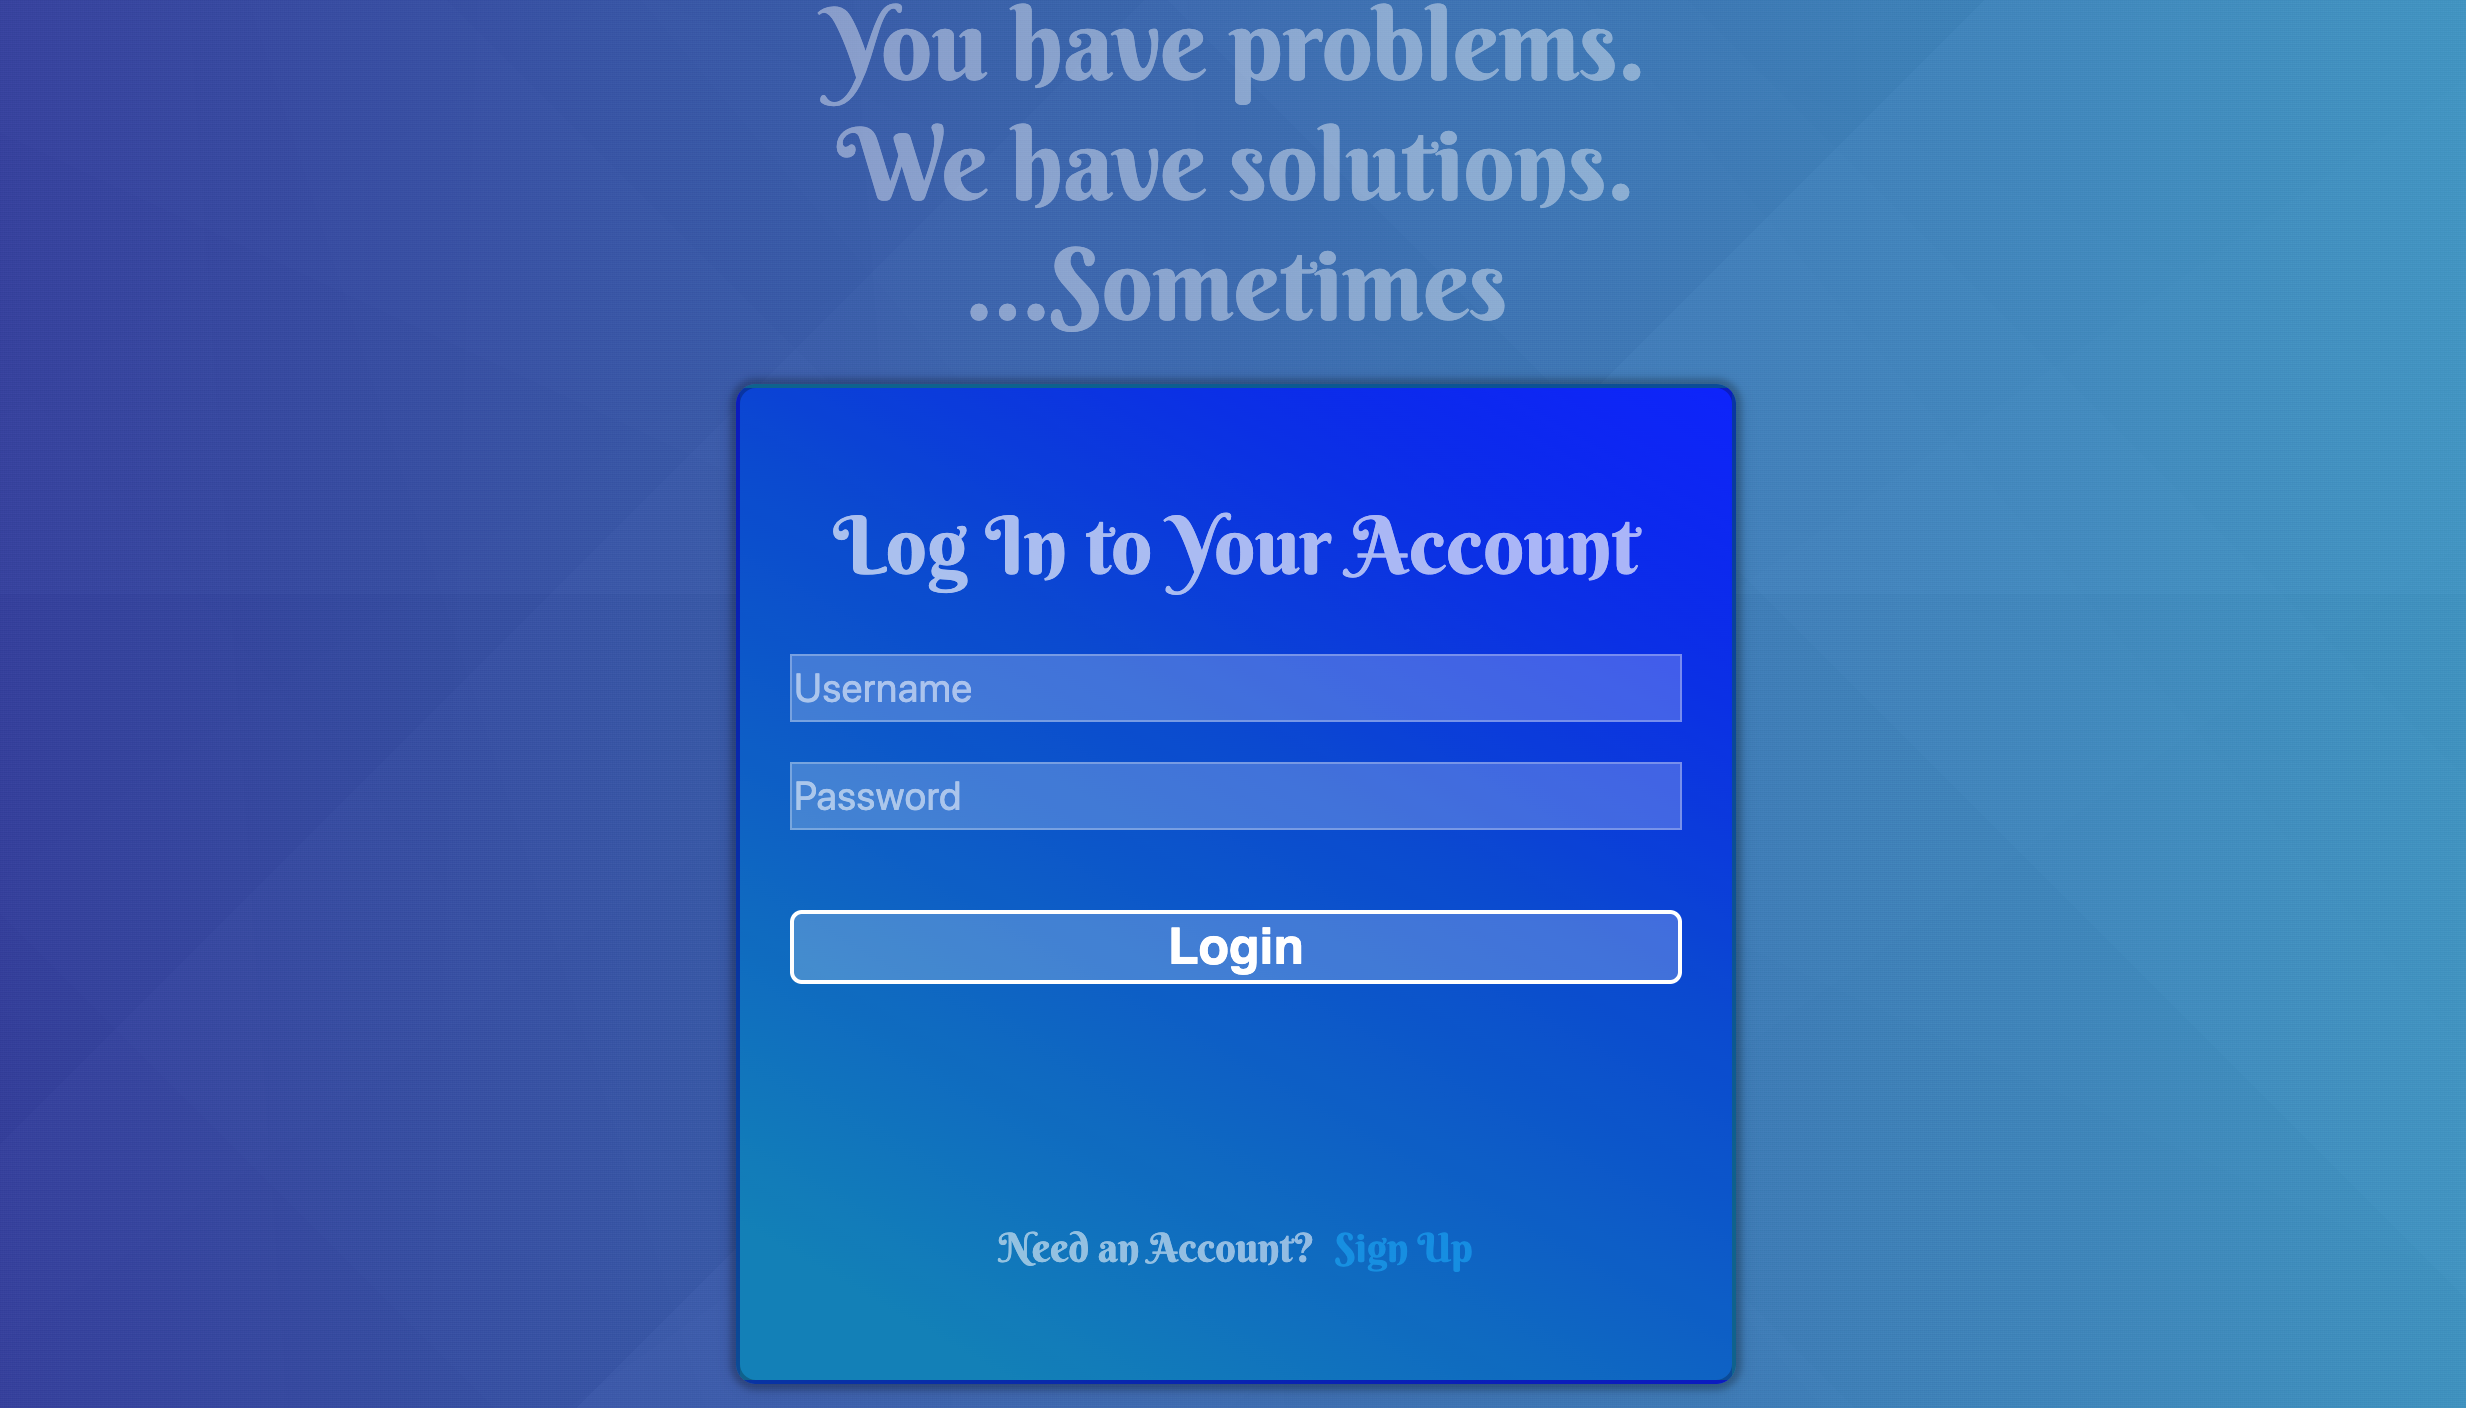 You have problems.
We have solutions.
...Sometimes
Log In to Your Account
Username
Password
Login
Need an Account? Sign Up